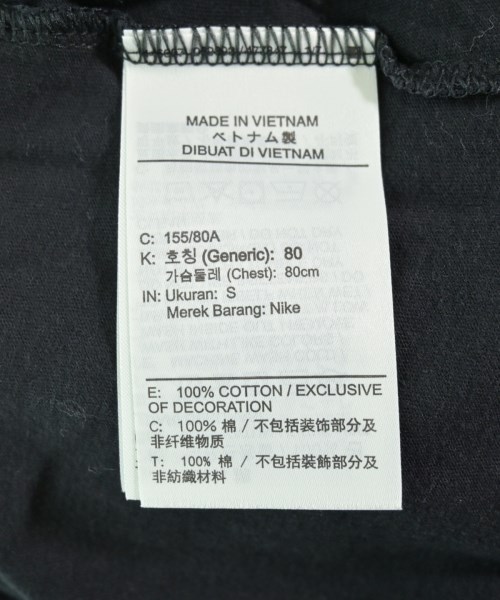 MADE IN VIETNAM
ベトナム製
DIBUAT DI VIETNAM
C: 155/80A
K: 호칭 (Generic): 80
가슴둘레 (Chest): 80cm
IN: Ukuran: S
Merek Barang: Nike
E: 100% COTTON / EXCLUSIVE
OF DECORATION
C: 100% 棉 / 不包括装饰部分及
非纤维物质
T: 100% 棉 / 不包括裝飾部分及
非紡織材料